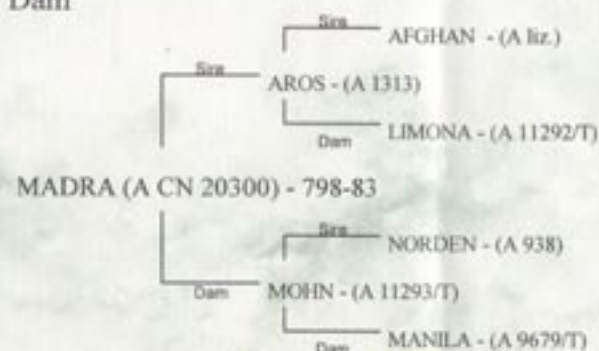 Dam
Sire
AFGHAN - (A liz.)
Sire
AROS - (A 1313)
Dam
LIMONA - (A 11292/T)
MADRA (A CN 20300) - 798-83
Sire
NORDEN - (A 938)
Dam
MOHN - (A 11293/T)
Dam
MANILA - (A 9679/T)